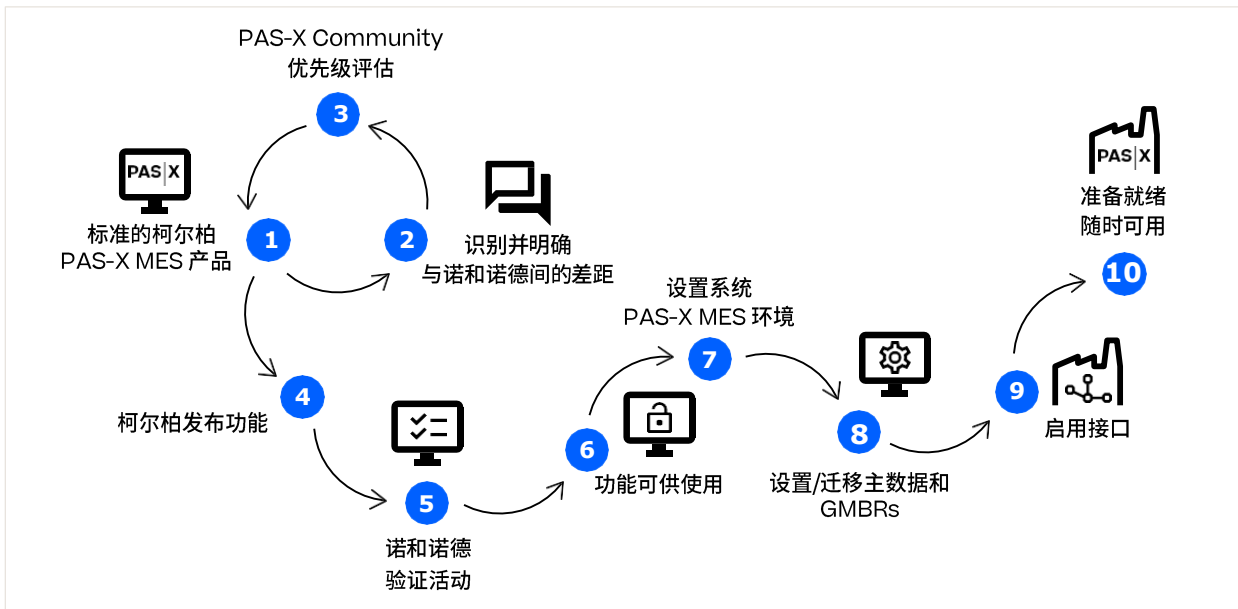 PAS-X Community
优先级评估
3
PAS|X
标准的柯尔柏
PAS-X MES 产品
1
2
识别并明确
与诺和诺德间的差距
4
柯尔柏发布功能
5
诺和诺德
验证活动
6
功能可供使用
设置系统
PAS-X MES 环境
7
8
设置/迁移主数据和
GMBRs
9
启用接口
PAS|X
准备就绪
随时可用
10